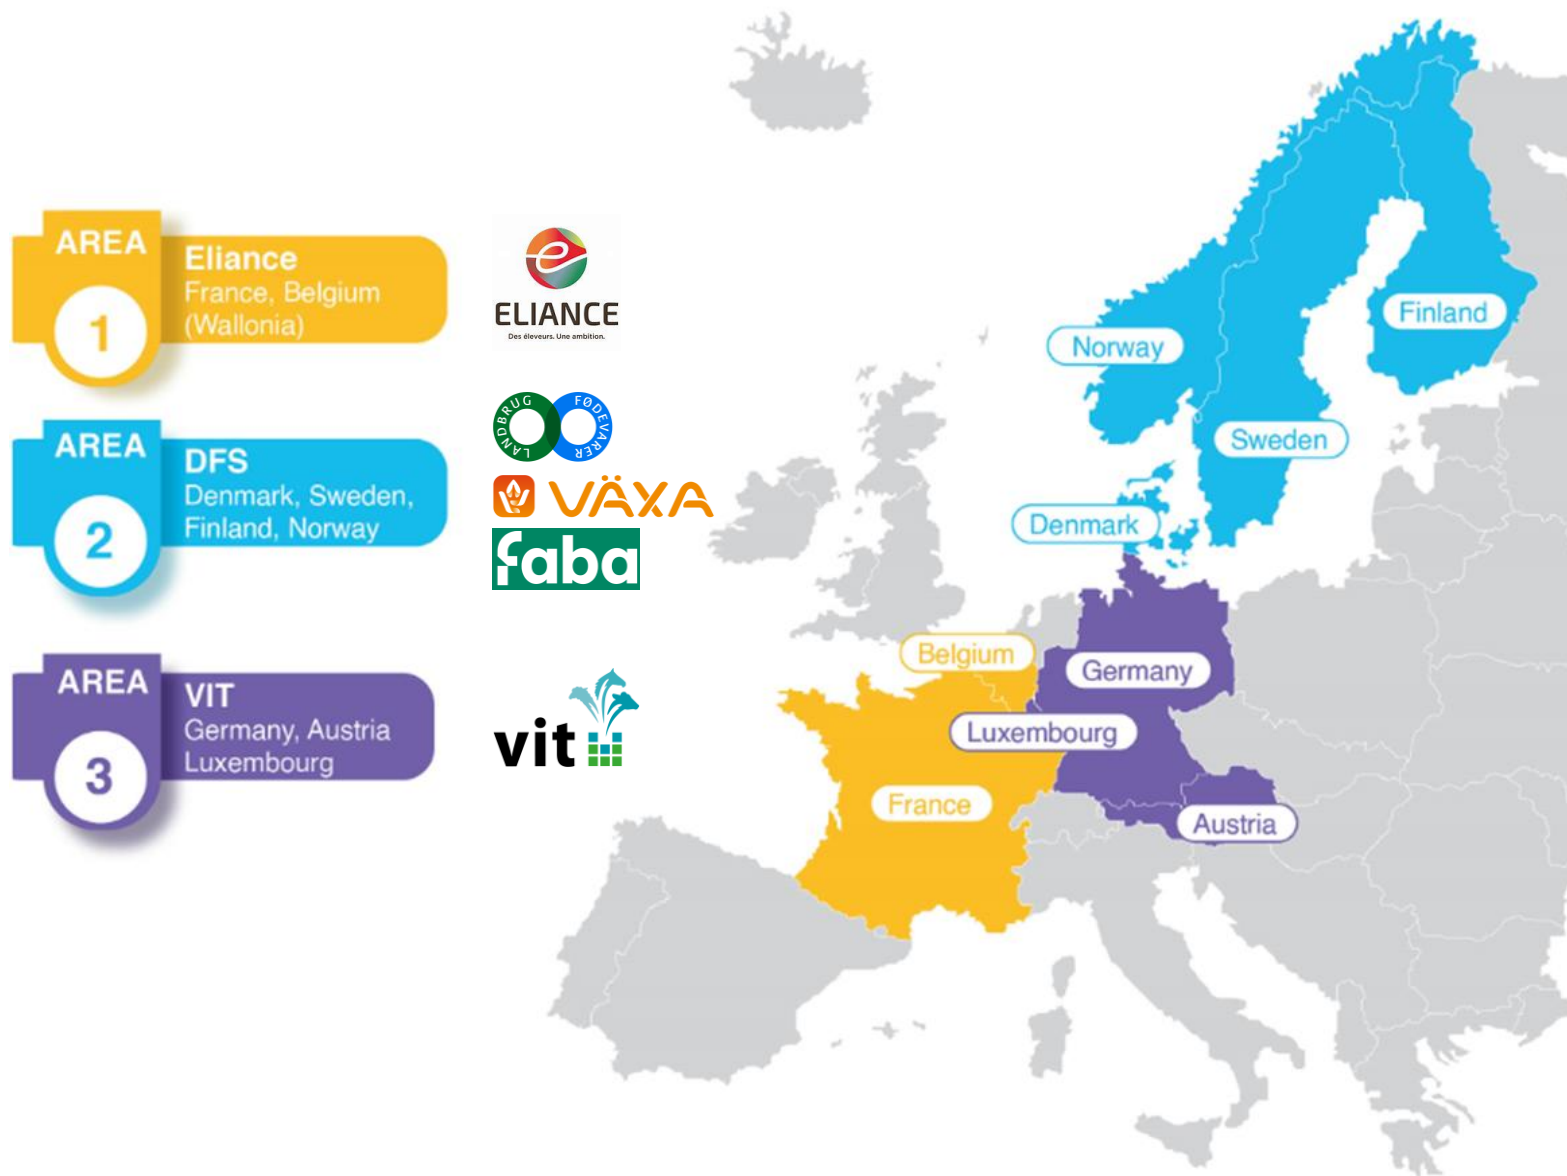 AREA
1
Eliance
France, Belgium
(Wallonia)
ELIANCE
Des éleveurs. Une ambition.
AREA
2
DFS
Denmark, Sweden,
Finland, Norway
LANDBRUG
FØDEVARER
VÄXA
faba
AREA
3
VIT
Germany, Austria
Luxembourg
vit
Finland
Norway
Sweden
Denmark
Belgium
Germany
Luxembourg
France
Austria